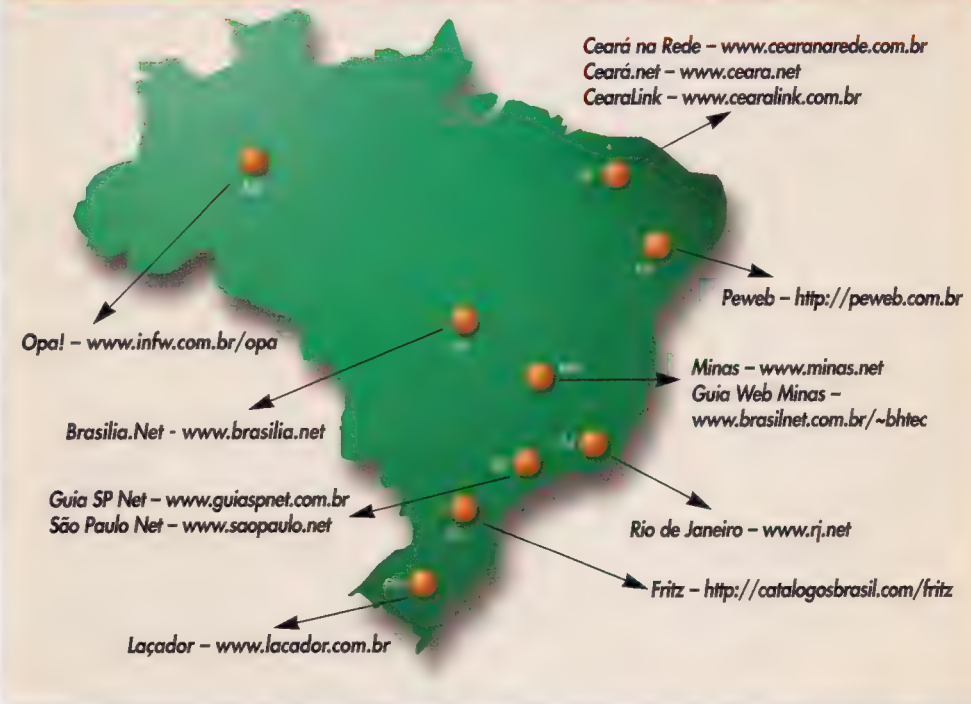 Ceará na Rede – www.cearanarede.com.br
Ceará.net – www.ceara.net
CearaLink – www.cearalink.com.br
Peweb – http://peweb.com.br
Opa! – www.infw.com.br/opa
Minas – www.minas.net
Guia Web Minas –
www.brasilnet.com.br/~bhtec
Brasilia.Net - www.brasilia.net
Guia SP Net – www.guiaspnet.com.br
São Paulo Net – www.saopaulo.net
Rio de Janeiro – www.rj.net
Fritz – http://catalogosbrasil.com/fritz
Laçador – www.lacador.com.br